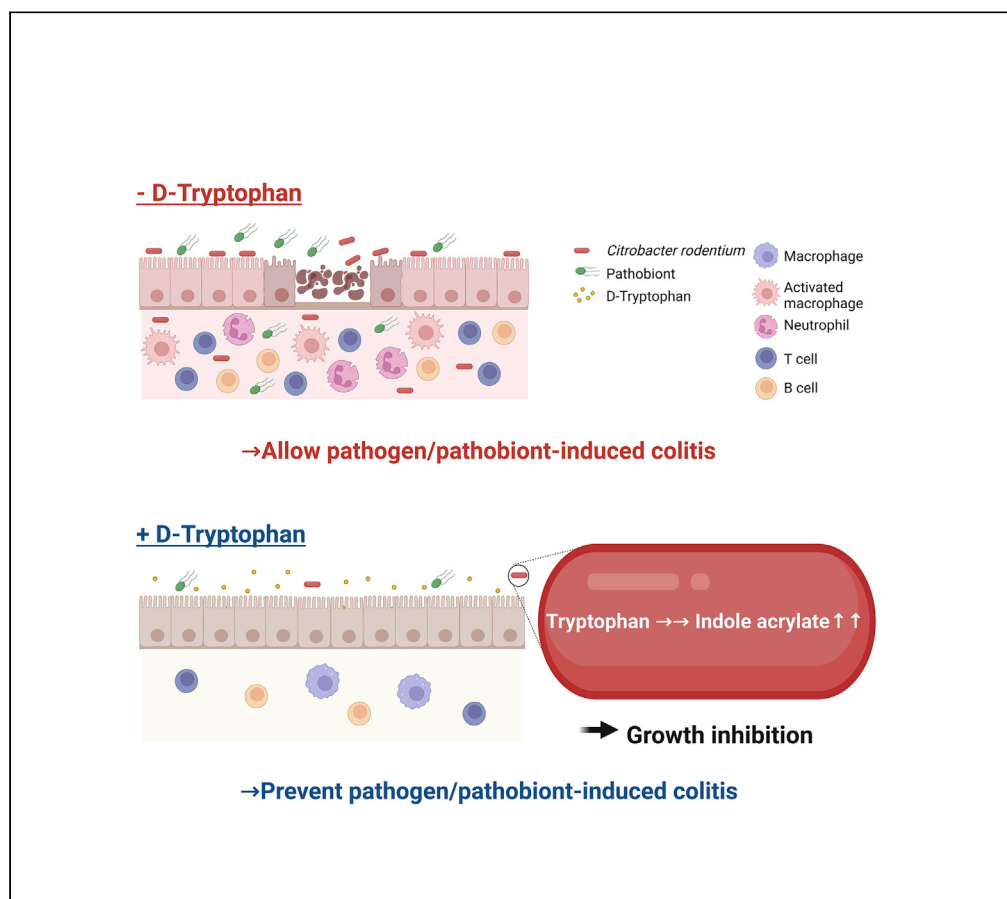 - D-Tryptophan
Citrobacter rodentium
Pathobiont
D-Tryptophan
Macrophage
Activated
macrophage
Neutrophil
T cell
B cell
→Allow pathogen/pathobiont-induced colitis
+ D-Tryptophan
Tryptophan →→ Indole acrylate ↑ ↑
Growth inhibition
→Prevent pathogen/pathobiont-induced colitis